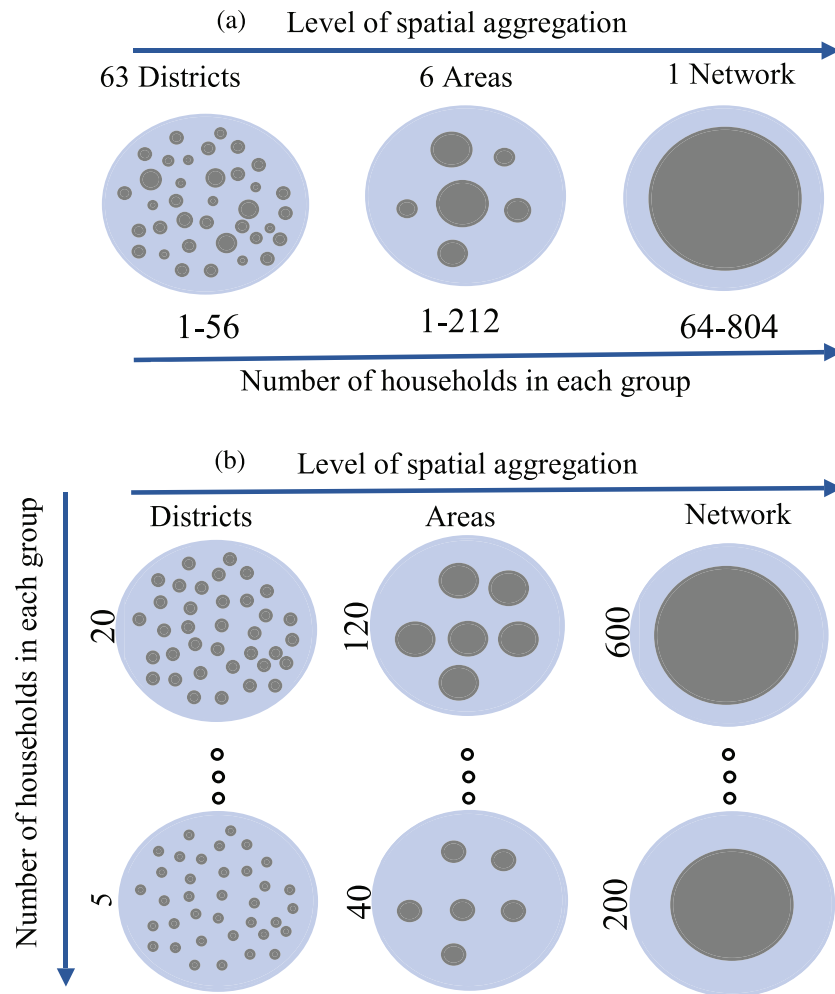 (a) Level of spatial aggregation
63 Districts 6 Areas 1 Network
1-56 1-212 64-804
Number of households in each group
(b) Level of spatial aggregation
Number of households in each group
Districts Areas Network
20 120 600
5 40 200